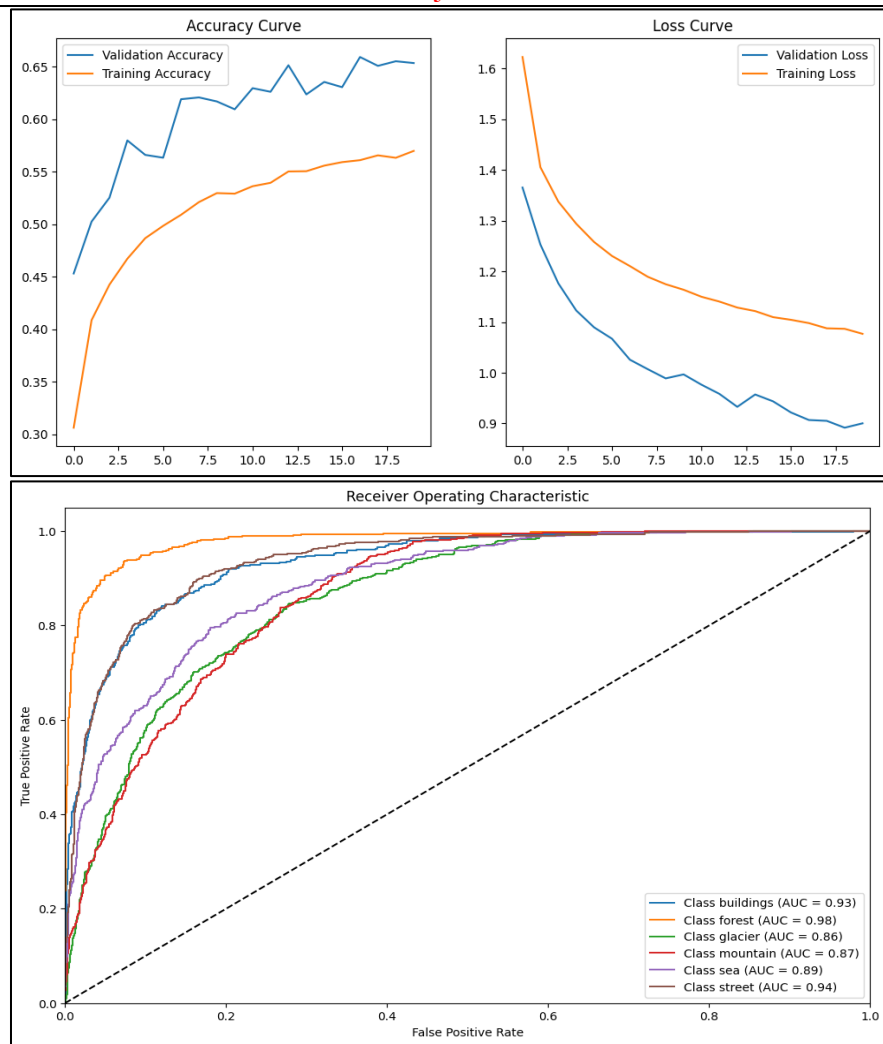 Accuracy Curve
Validation Accuracy
Training Accuracy
0.65
0.60
0.55
0.50
0.45
0.40
0.35
0.30
0.0 2.5 5.0 7.5 10.0 12.5 15.0 17.5
Loss Curve
Validation Loss
Training Loss
1.6
1.5
1.4
1.3
1.2
1.1
1.0
0.9
0.0 2.5 5.0 7.5 10.0 12.5 15.0 17.5
Receiver Operating Characteristic
True Positive Rate
1.0
0.8
0.6
0.4
0.2
0.0
Class buildings (AUC = 0.93)
Class forest (AUC = 0.98)
Class glacier (AUC = 0.86)
Class mountain (AUC = 0.87)
Class sea (AUC = 0.89)
Class street (AUC = 0.94)
0.0 0.2 0.4 0.6 0.8 1.0
False Positive Rate